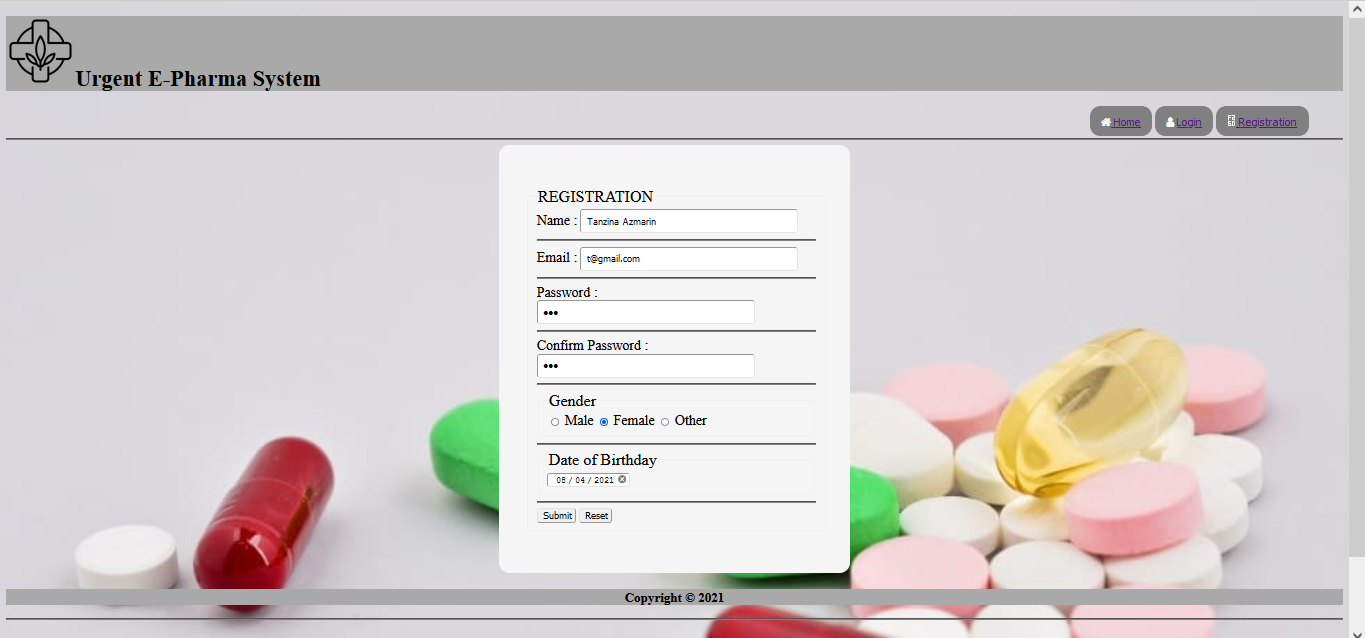 Urgent E-Pharma System
Home Login Registration
REGISTRATION
Name : Tanzina Azmarin
Email : t@gmail.com
Password :
•••
Confirm Password :
•••
Gender
Male Female Other
Date of Birthday
08 / 04 / 2021
Submit Reset
Copyright © 2021